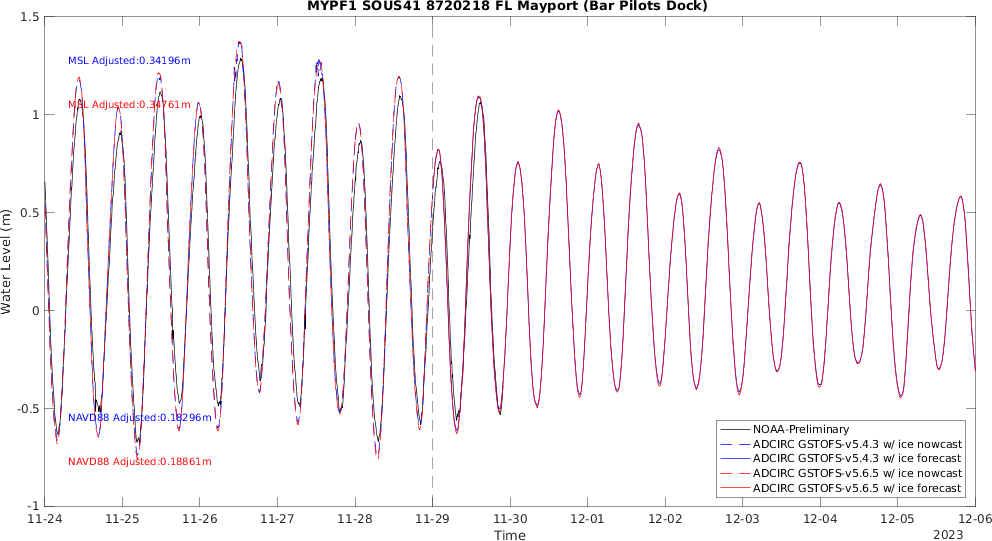 MYPF1 SOUS41 8720218 FL Mayport (Bar Pilots Dock)
1.5
1
0.5
0
-0.5
-1
Water Level (m)
MSL Adjusted:0.34196m
MSL Adjusted:0.34761m
NAVD88 Adjusted:0.18296m
NAVD88 Adjusted:0.18861m
NOAA-Preliminary
ADCIRC GSTOFS-v5.4.3 w/ ice nowcast
ADCIRC GSTOFS-v5.4.3 w/ ice forecast
ADCIRC GSTOFS-v5.6.5 w/ ice nowcast
ADCIRC GSTOFS-v5.6.5 w/ ice forecast
11-24 11-25 11-26 11-27 11-28 11-29 11-30 12-01 12-02 12-03 12-04 12-05 12-06
Time
2023